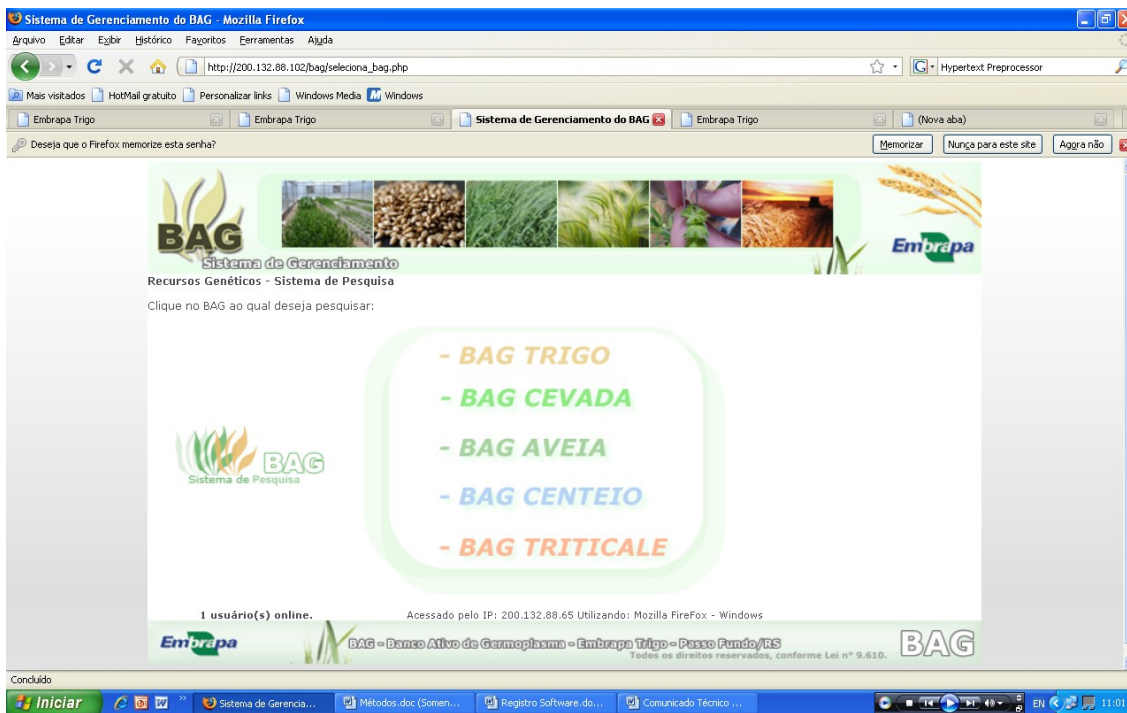 Sistema de Gerenciamento do BAG - Mozilla Firefox
Arquivo Editar Exibir Histórico Favoritos Ferramentas Ajuda
http://200.132.88.102/bag/seleciona_bag.php
G Hypertext Preprocessor
Mais visitados HotMail gratuito Personalizar links Windows Media Windows
Embrapa Trigo Embrapa Trigo Sistema de Gerenciamento do BAG Embrapa Trigo (Nova aba)
Deseja que o Firefox memorize esta senha? Memorizar Nunca para este site Agora não
BAG
Sistema de Gerenciamento
Embrapa
Recursos Genéticos - Sistema de Pesquisa
Clique no BAG ao qual deseja pesquisar:
- BAG TRIGO
- BAG CEVADA
- BAG AVEIA
- BAG CENTEIO
- BAG TRITICALE
BAG
Sistema de Pesquisa
1 usuário(s) online. Acessado pelo IP: 200.132.88.65 Utilizando: Mozilla FireFox - Windows
Embrapa
BAG - Banco Ativo de Germoplasma - Embrapa Trigo - Passo Fundo/RS
Todos os direitos reservados, conforme Lei n° 9.610.
BAG
Concluído
Iniciar Sistema de Gerencia... Métodos.doc (Somen... Registro Software.do... Comunicado Técnico ... EN 11:01